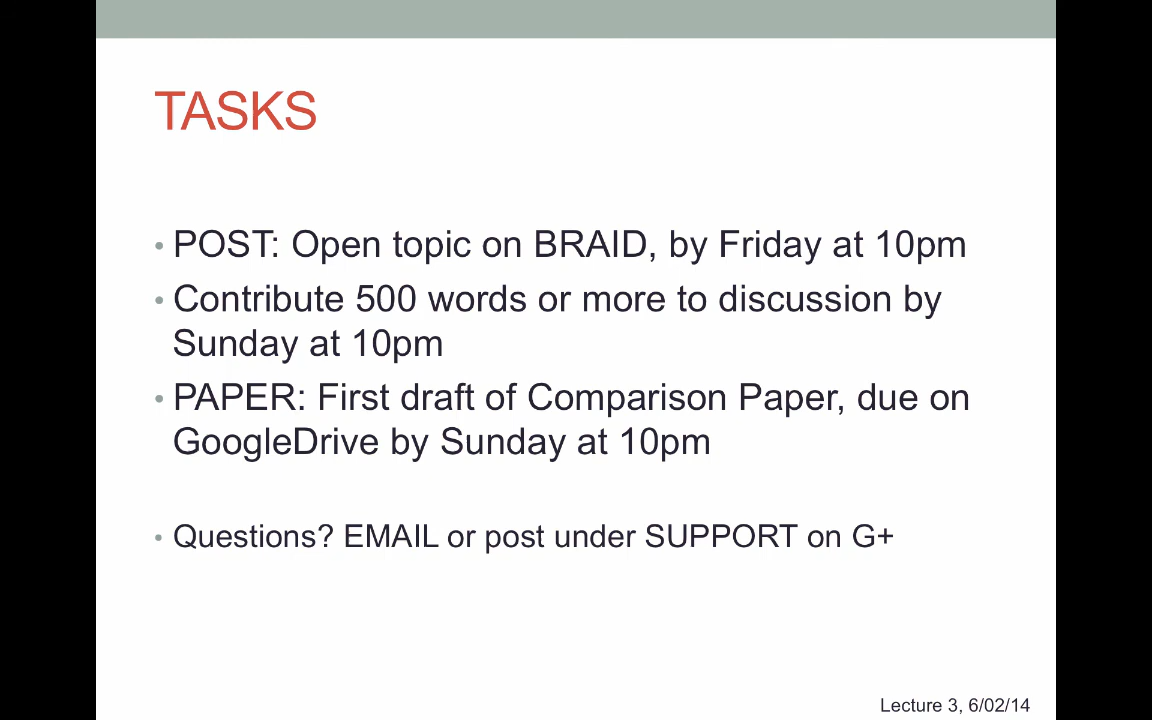 TASKS
• POST: Open topic on BRAID, by Friday at 10pm
• Contribute 500 words or more to discussion by
Sunday at 10pm
• PAPER: First draft of Comparison Paper, due on
GoogleDrive by Sunday at 10pm
• Questions? EMAIL or post under SUPPORT on G+
Lecture 3, 6/02/14